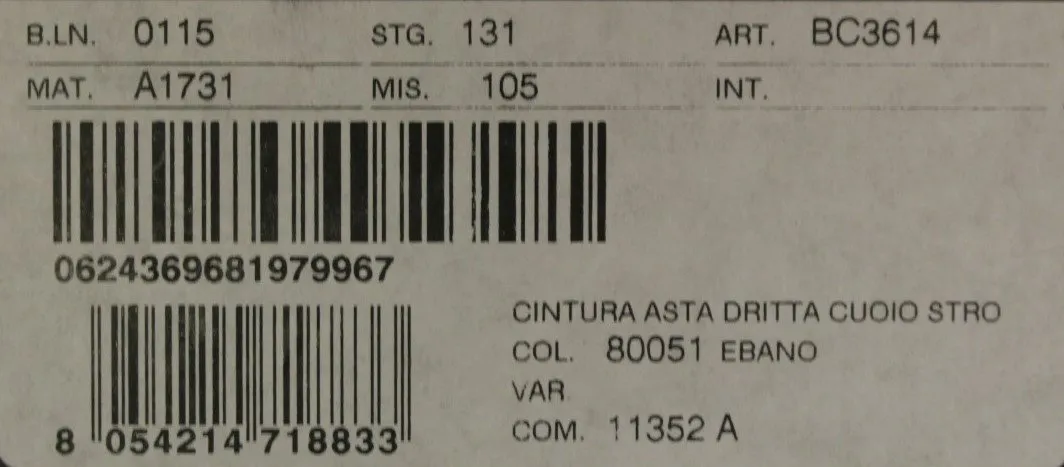 B.LN. 0115 STG. 131 ART. BC3614
MAT. A1731 MIS. 105 INT.
0624369681979967
CINTURA ASTA DRITTA CUOIO STRO
COL. 80051 EBANO
VAR
COM. 11352 A
8 054214 718833